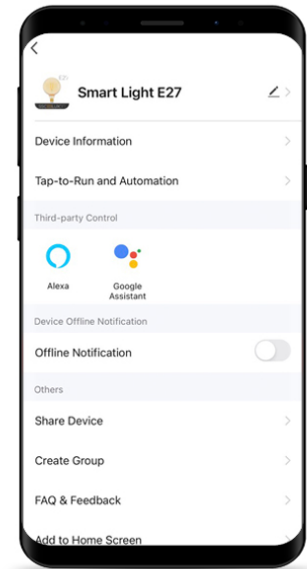 Smart Light E27
Device Information
Tap-to-Run and Automation
Third-party Control
Alexa
Google
Assistant
Device Offline Notification
Offline Notification
Others
Share Device
Create Group
FAQ & Feedback
Add to Home Screen